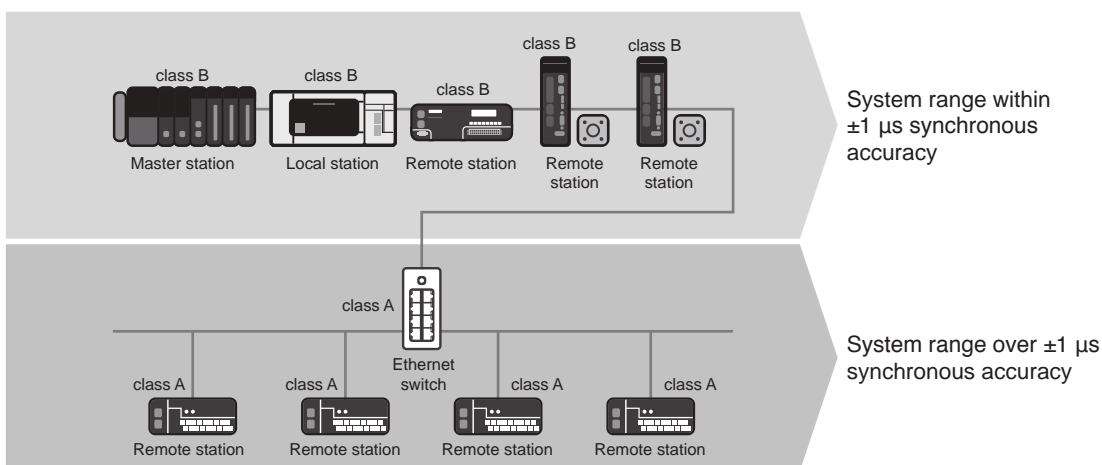 class B
class B
class B
class B
class B
Master station
Local station
Remote station
Remote
station
Remote
station
System range within
±1 μs synchronous
accuracy
class A
Ethernet
switch
class A
class A
class A
class A
Remote station
Remote station
Remote station
Remote station
System range over ±1 μs
synchronous accuracy